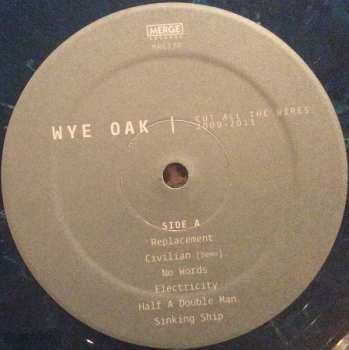 MERGE
RECORDS
WYE OAK |
CUT ALL THE WIRES
2009-2011
SIDE A
Replacement
Civilian [Demo]
No Words
Electricity
Half A Double Man
Sinking Ship